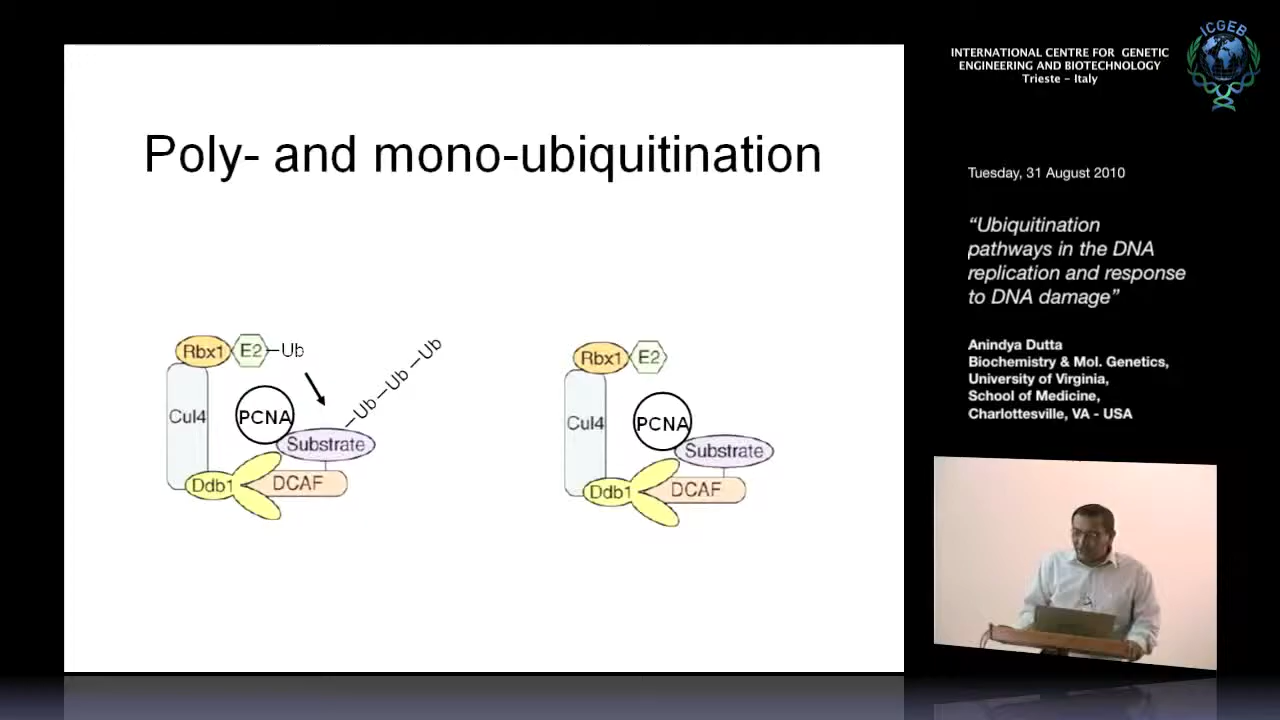 Poly- and mono-ubiquitination
Rbx1
E2
Ub
Ub
Ub
Ub
Cul4
PCNA
Substrate
Ddb1
DCAF
Rbx1
E2
Cul4
PCNA
Substrate
Ddb1
DCAF
INTERNATIONAL CENTRE FOR GENETIC
ENGINEERING AND BIOTECHNOLOGY
Trieste - Italy
ICGEB
Tuesday, 31 August 2010
“Ubiquitination
pathways in the DNA
replication and response
to DNA damage”
Anindya Dutta
Biochemistry & Mol. Genetics,
University of Virginia,
School of Medicine,
Charlottesville, VA - USA